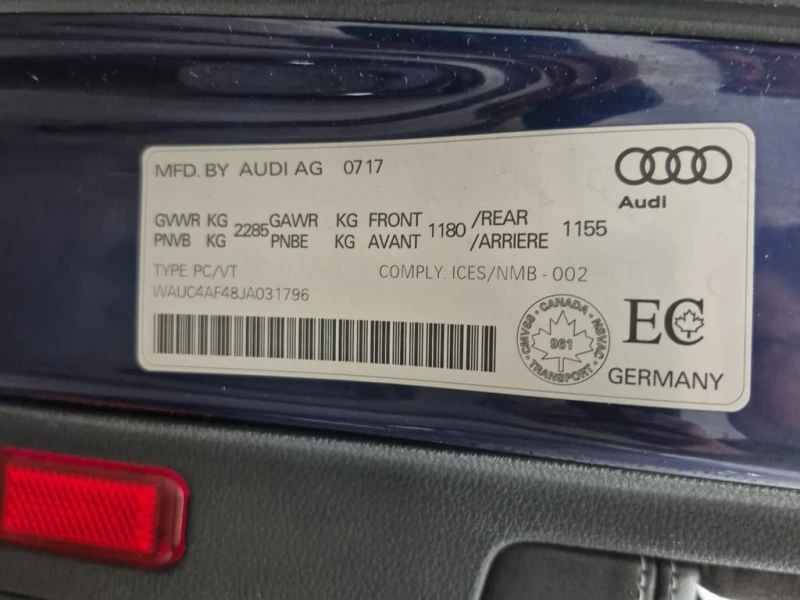 MFD. BY AUDI AG 0717
Audi
GVWR KG 2285 GAWR KG FRONT 1180 /REAR 1155
PNVB KG PNBE KG AVANT /ARRIERE
TYPE: PC/VT COMPLY: ICES/NMB - 002
WAUC4AF48JA031796
CANADA
CMVSS NSVAC
961
TRANSPORT
EC
GERMANY